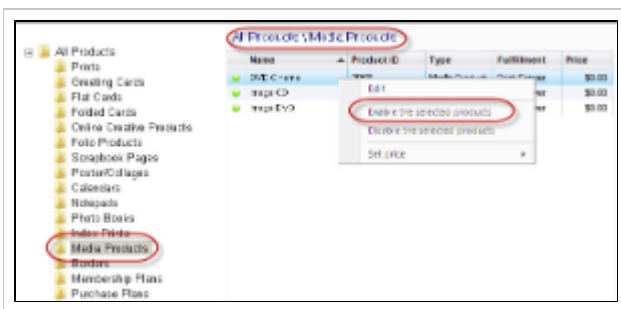 All Products \ Media Products
All Products
Prints
Greeting Cards
Flat Cards
Folded Cards
Online Creative Products
Folio Products
Scrapbook Pages
Poster/Collages
Calendars
Notepads
Photo Books
Index Prints
Media Products
Borders
Membership Plans
Purchase Plans
Name Product ID Type Fulfillment Price
$0.00
Image CD $0.00
Image DVD $0.00
Edit
Enable the selected products
Disable the selected products
Set price